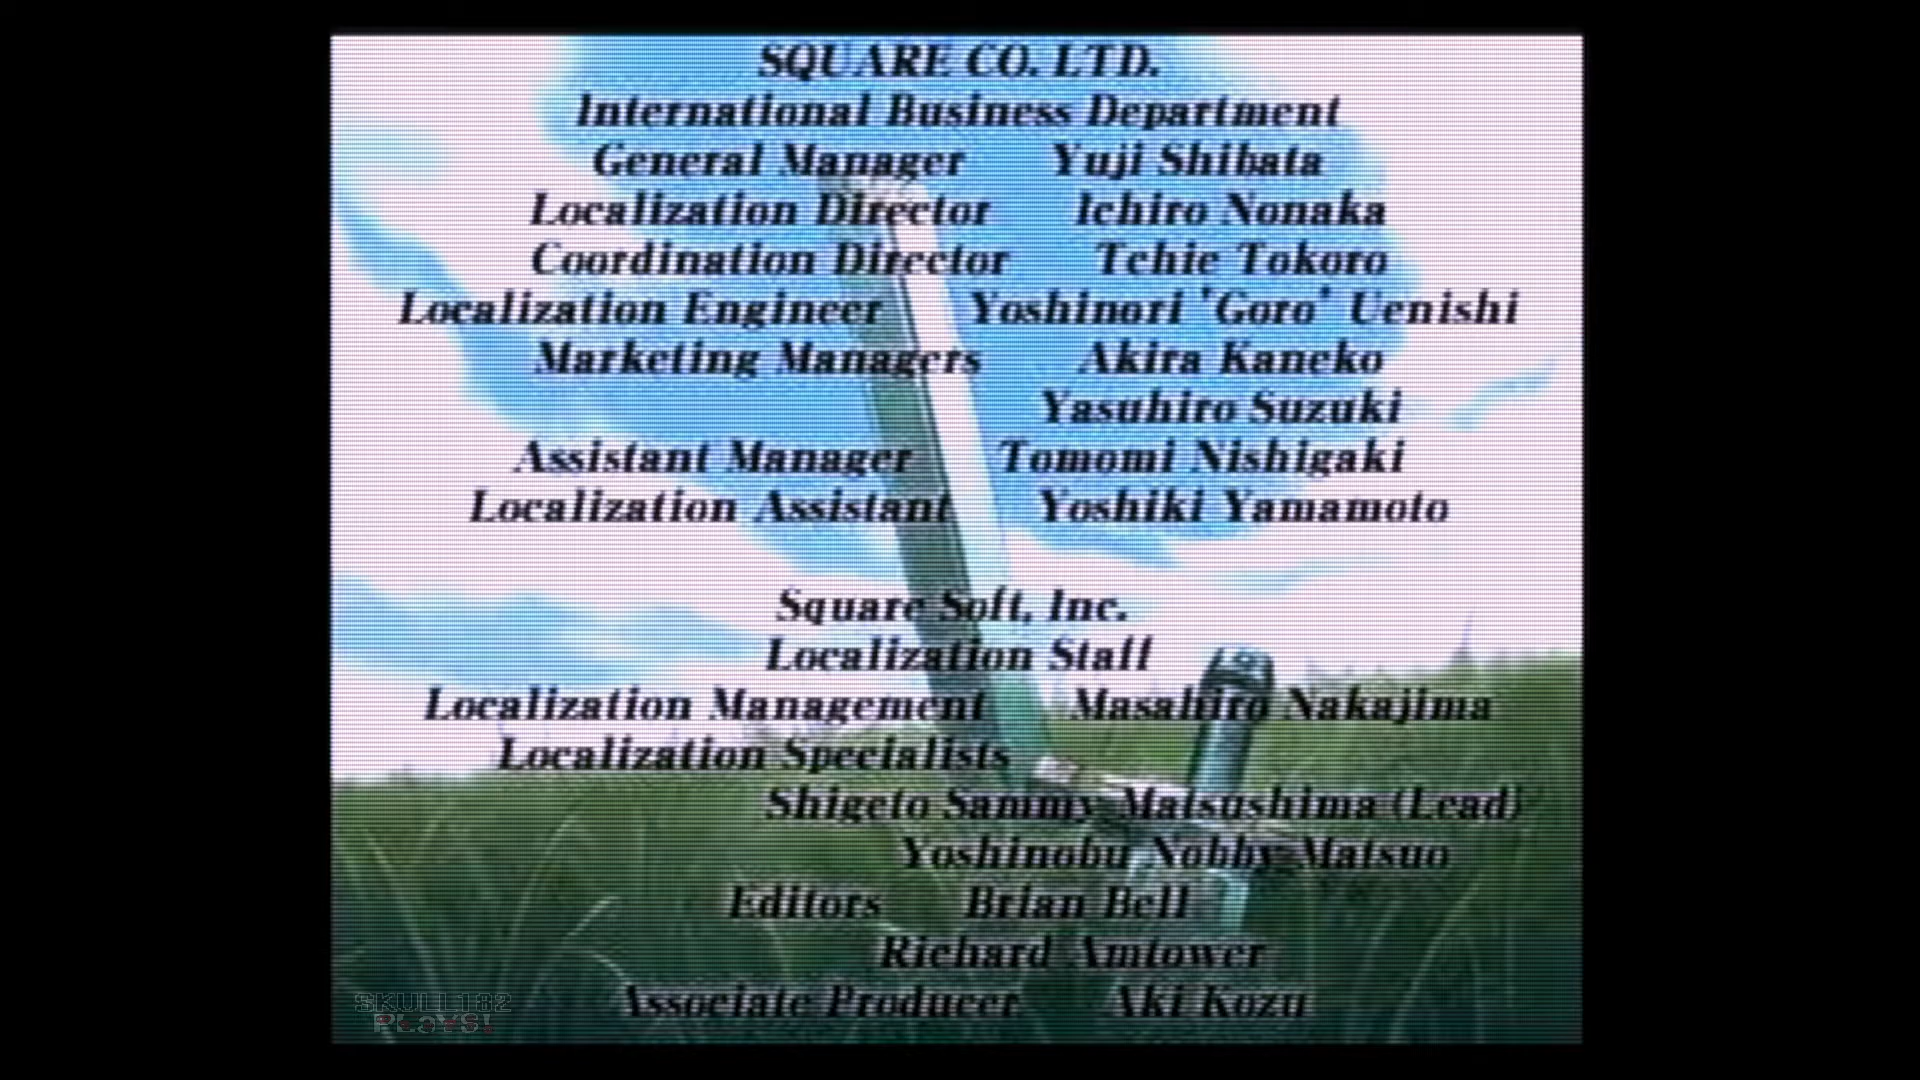 SQUARE CO. LTD.
International Business Department
General Manager Yuji Shibata
Localization Director Ichiro Nonaka
Coordination Director Tchie Tokoro
Localization Engineer Yoshinori 'Goro' Uenishi
Marketing Managers Akira Kaneko
Yasuhiro Suzuki
Assistant Manager Tomomi Nishigaki
Localization Assistant Yoshiki Yamamoto
Square Soft, Inc.
Localization Staff
Localization Management Masahiro Nakajima
Localization Specialists
Shigeto Sammy Matsushima (Lead)
Yoshinobu Nobby Matsuo
Editors Brian Bell
Richard Amtower
Associate Producer Aki Kozu
SKULL182
PLAYS!